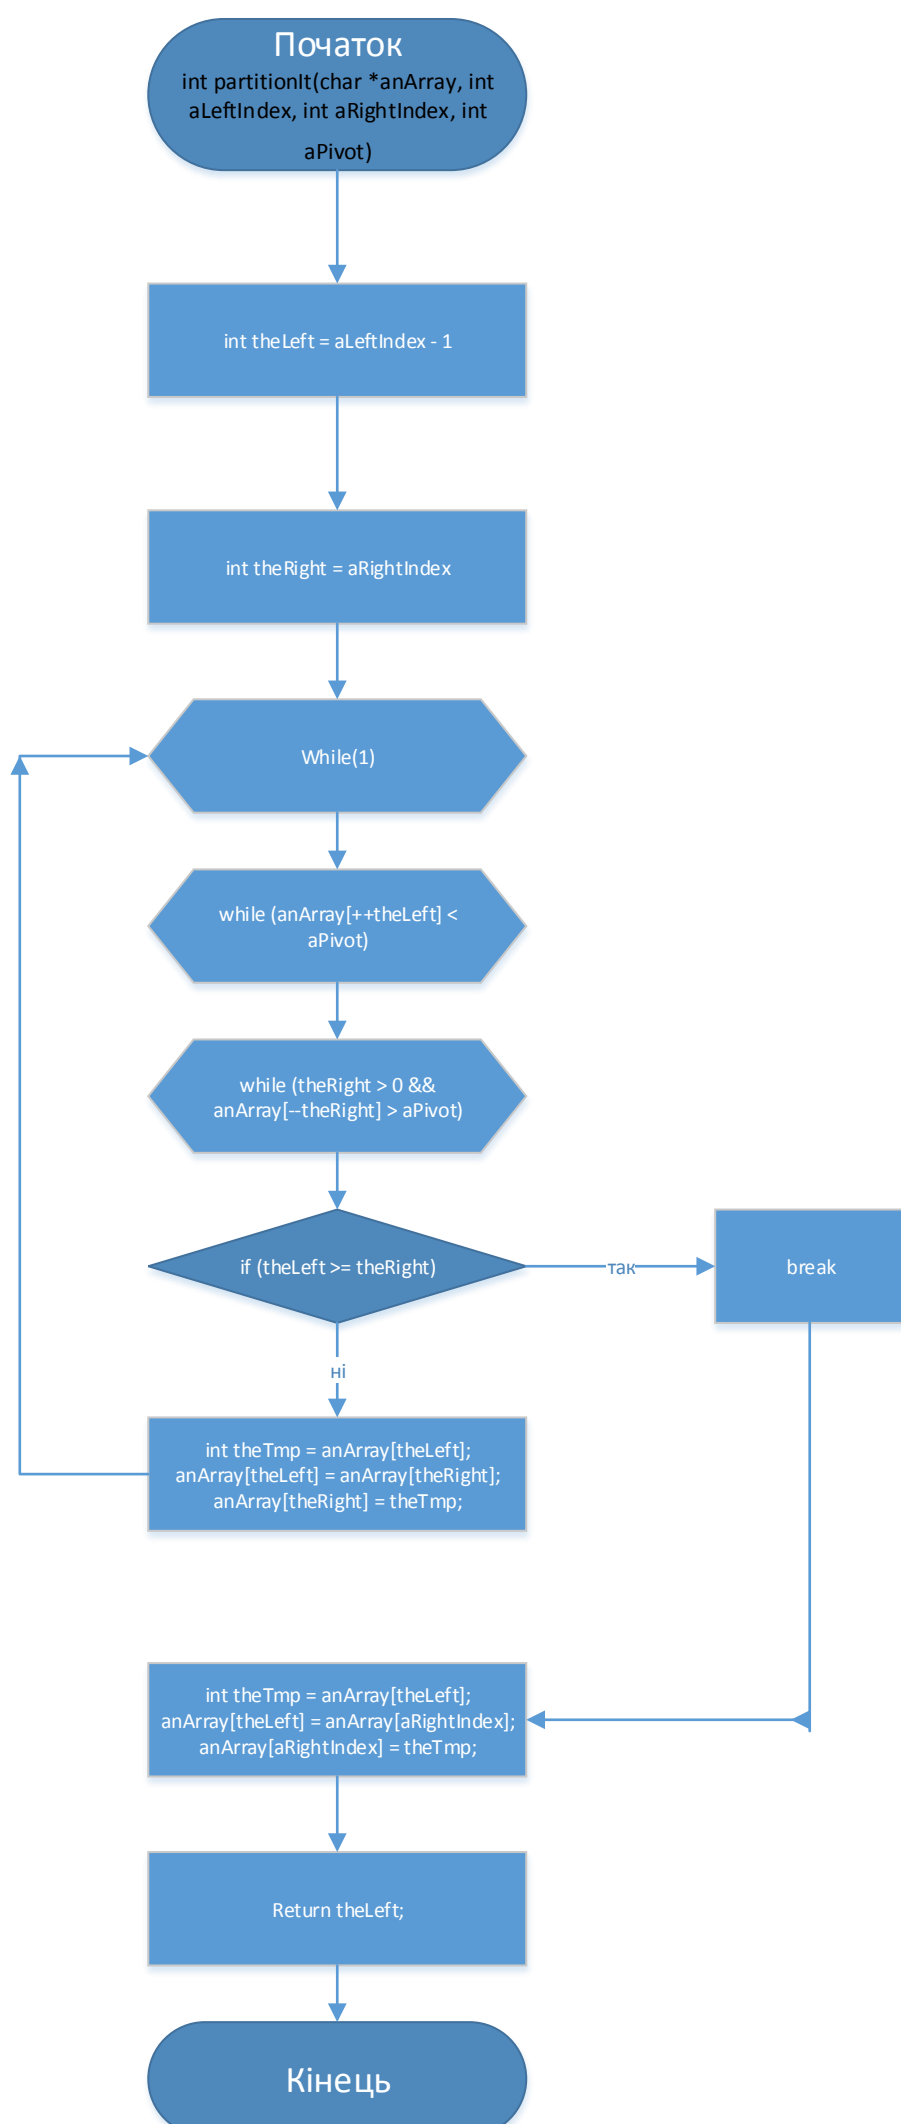 Початок
int partitionIt(char *anArray, int
aLeftIndex, int aRightIndex, int
aPivot)
int theLeft = aLeftIndex - 1
int theRight = aRightIndex
While(1)
while (anArray[++theLeft] <
aPivot)
while (theRight > 0 &&
anArray[--theRight] > aPivot)
if (theLeft >= theRight)
так
break
ні
int theTmp = anArray[theLeft];
anArray[theLeft] = anArray[theRight];
anArray[theRight] = theTmp;
int theTmp = anArray[theLeft];
anArray[theLeft] = anArray[aRightIndex];
anArray[aRightIndex] = theTmp;
Return theLeft;
Кінець